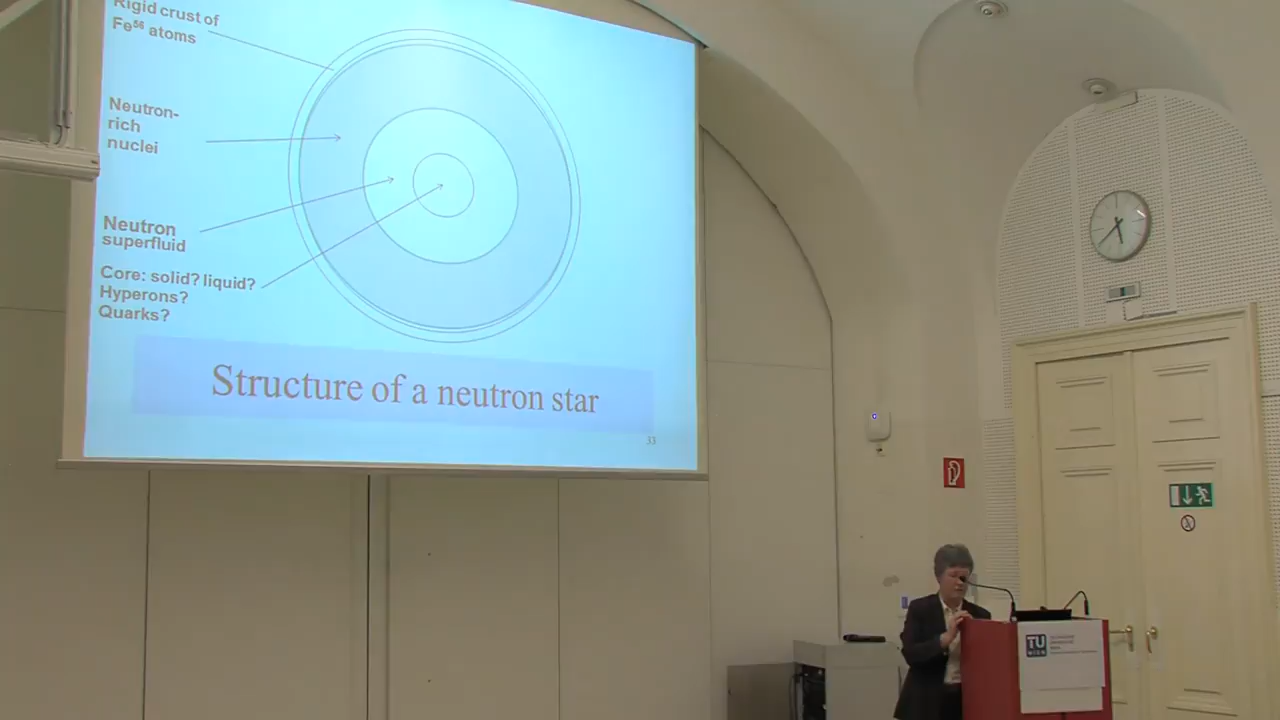 Rigid crust of
Fe⁵⁶ atoms
Neutron-
rich
nuclei
Neutron
superfluid
Core: solid? liquid?
Hyperons?
Quarks?
Structure of a neutron star
33
TU
WIEN